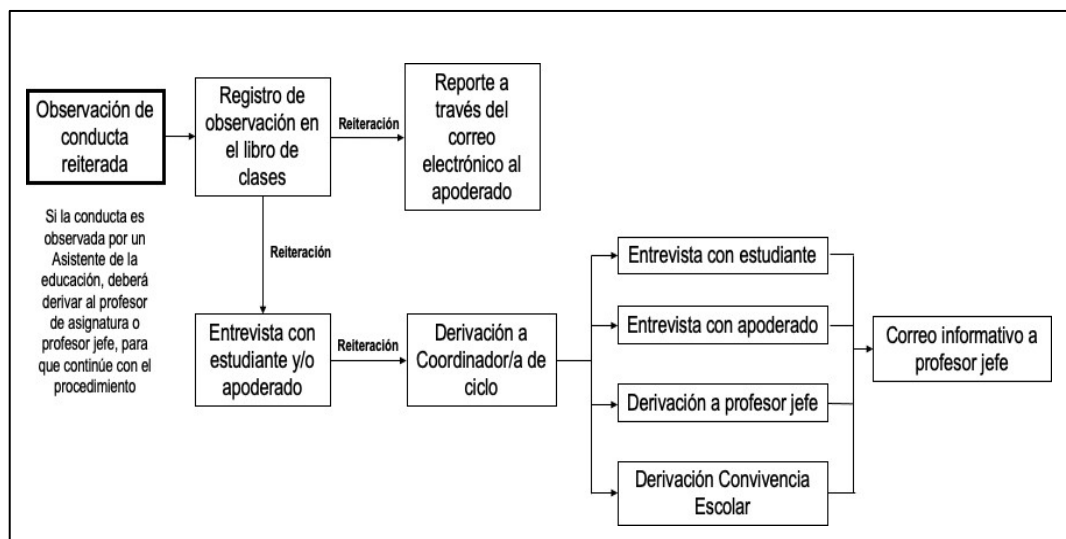 Observación de
conducta
reiterada
Si la conducta es
observada por un
Asistente de la
educación, deberá
derivar al profesor
de asignatura o
profesor jefe, para
que continúe con el
procedimiento
Registro de
observación en
el libro de
clases
Reiteración
Reporte a
través del
correo
electrónico al
apoderado
Reiteración
Entrevista con
estudiante y/o
apoderado
Reiteración
Derivación a
Coordinador/a de
ciclo
Entrevista con estudiante
Entrevista con apoderado
Derivación a profesor jefe
Derivación Convivencia
Escolar
Correo informativo a
profesor jefe